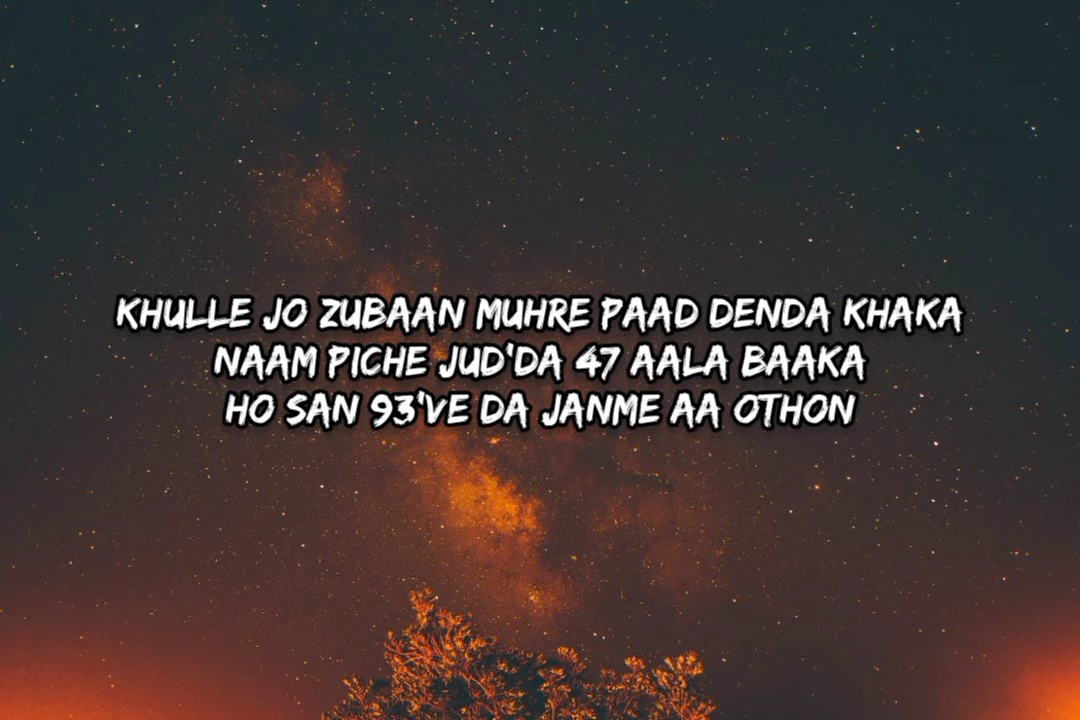 KHULLE JO ZUBAAN MUHRE PAAD DENDA KHAKA
NAAM PICHE JUD'DA 47 AALA BAAKA
HO SAN 93'VE DA JANME AA OTHON